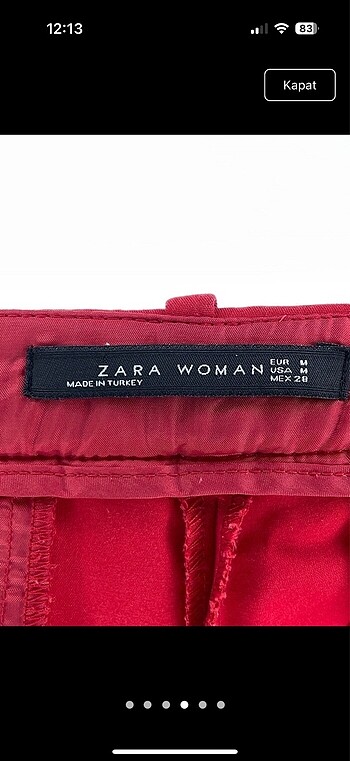 12:13
83
Kapat
ZARA WOMAN
MADE IN TURKEY
EUR M
USA M
MEX 28